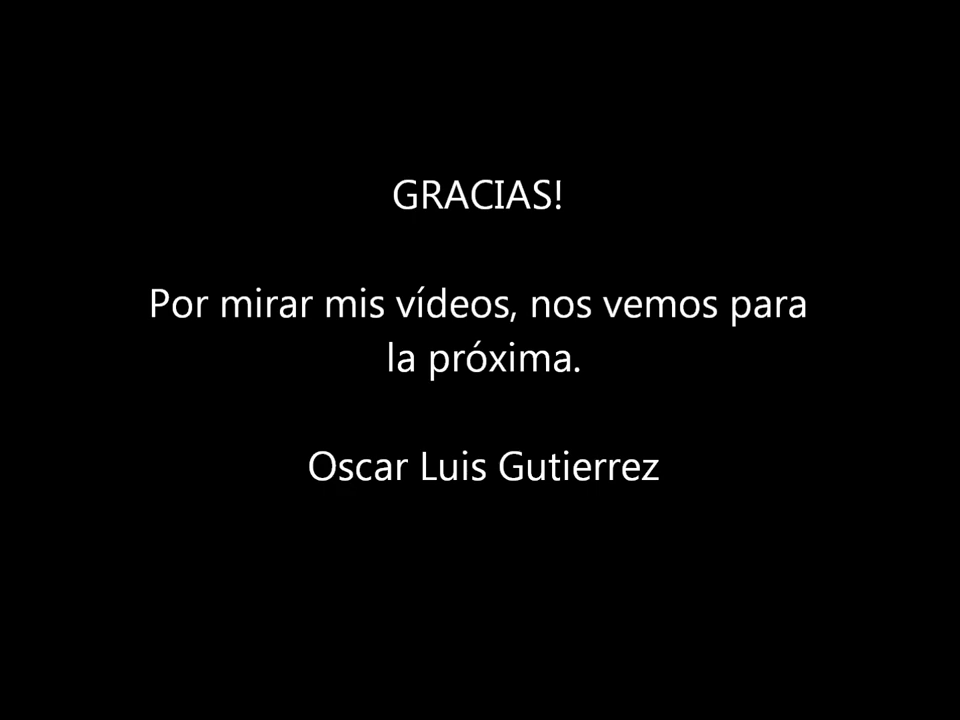 GRACIAS!
Por mirar mis vídeos, nos vemos para
la próxima.
Oscar Luis Gutierrez